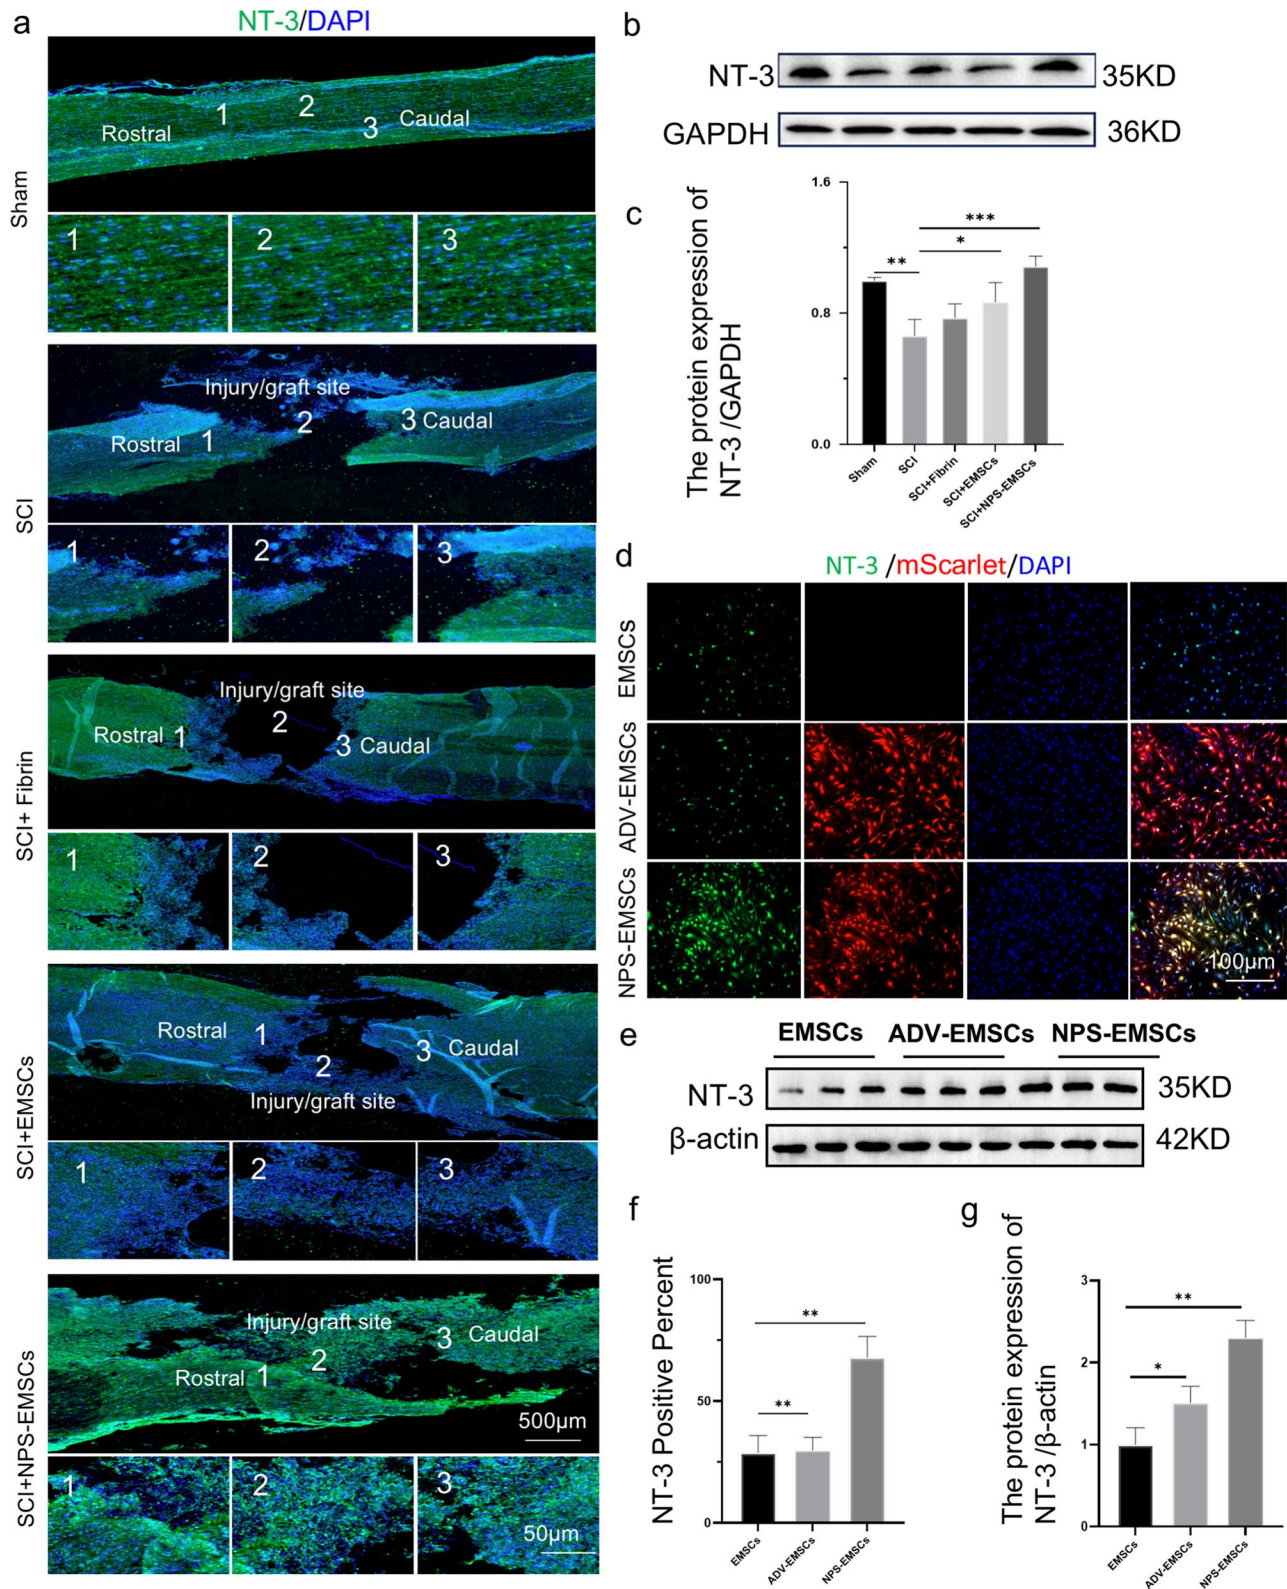 a
NT-3/DAPI
Sham
Rostral
1
2
3
Caudal
1
2
3
SCI
Injury/graft site
Rostral
1
2
3
Caudal
1
2
3
SCI+ Fibrin
Injury/graft site
Rostral
1
2
3
Caudal
1
2
3
SCI+EMSCs
Rostral
1
2
3
Caudal
Injury/graft site
1
2
3
SCI+NPS-EMSCs
Injury/graft site
Rostral
1
2
3
Caudal
500μm
1
2
3
50μm
b
NT-3
35KD
GAPDH
36KD
c
The protein expression of
NT-3 /GAPDH
1.6
0.8
0.0
**
*
***
Sham
SCI
SCI+Fibrin
SCI+EMSCs
SCI+NPS-EMSCs
d
NT-3 /mScarlet/DAPI
EMSCs
ADV-EMSCs
NPS-EMSCs
100μm
e
EMSCs
ADV-EMSCs
NPS-EMSCs
NT-3
35KD
β-actin
42KD
f
NT-3 Positive Percent
100
50
0
**
**
EMSCs
ADV-EMSCs
NPS-EMSCs
g
The protein expression of
NT-3 /β-actin
3
2
1
0
**
*
EMSCs
ADV-EMSCs
NPS-EMSCs